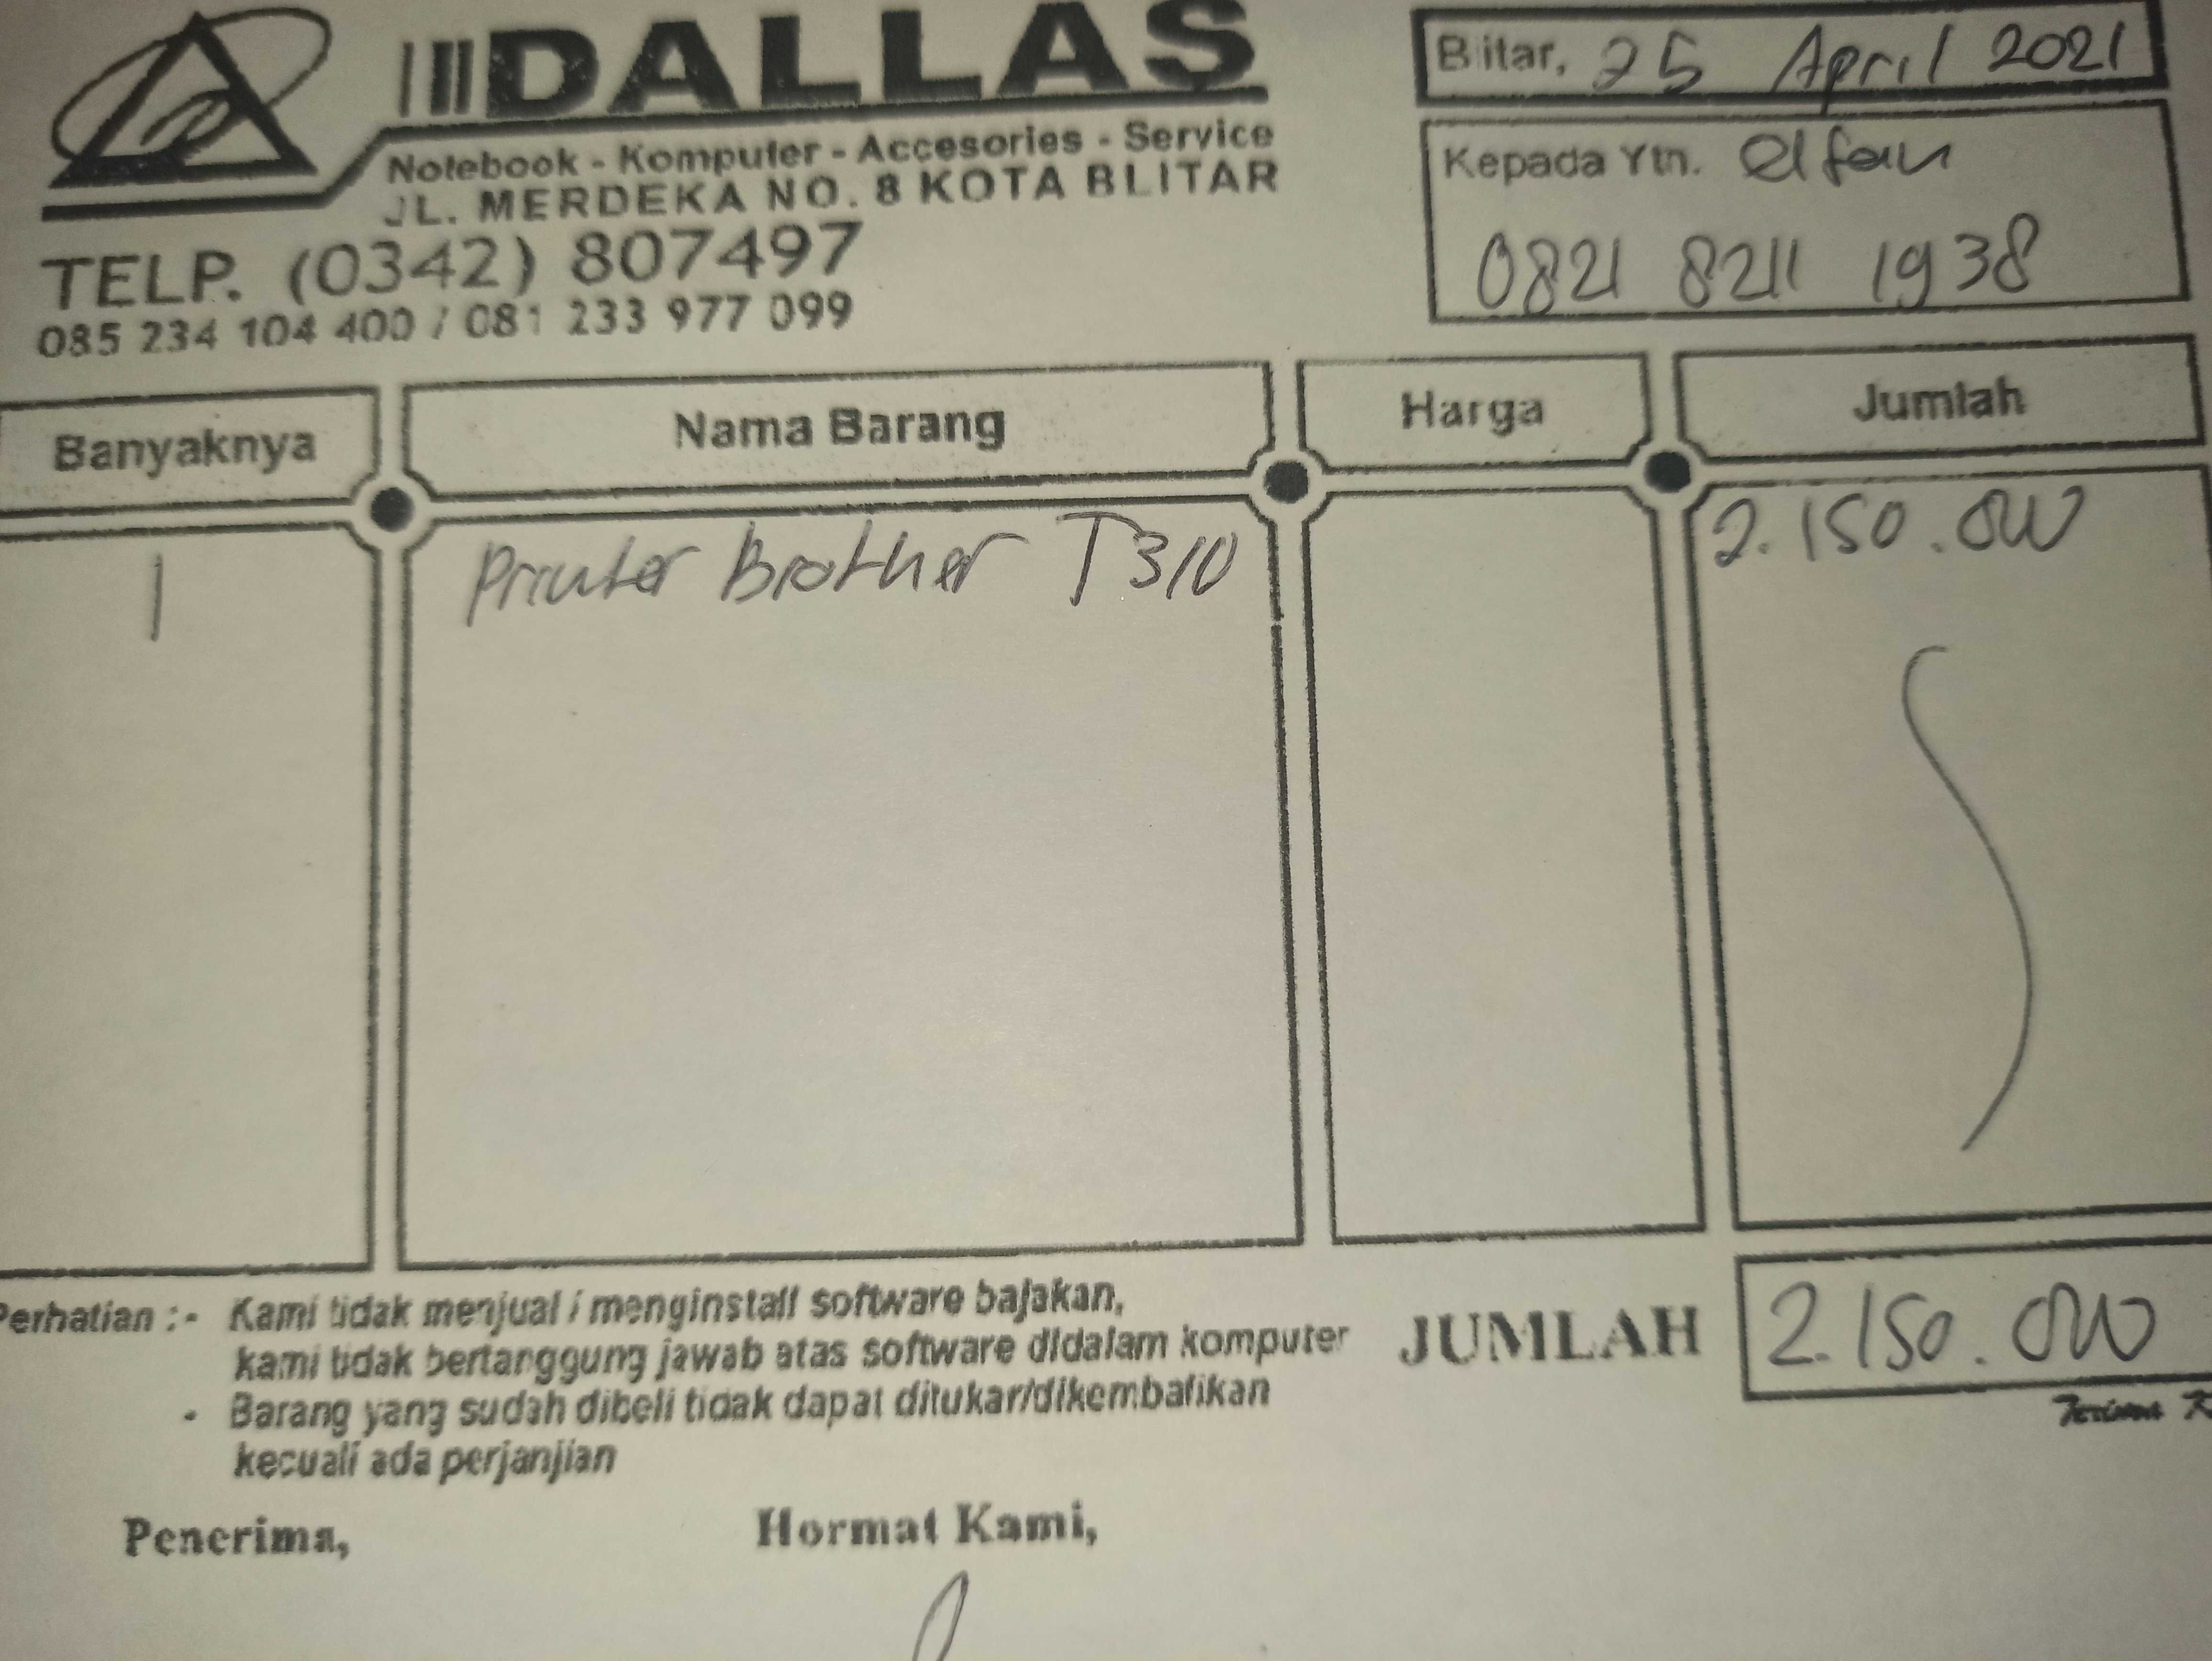 DALLAS
Notebook - Komputer - Accesories - Service
JL. MERDEKA NO. 8 KOTA BLITAR
TELP. (0342) 807497
085 234 104 400 / 081 233 977 099
Blitar, 25 April 2021
Kepada Yth. elfan
0821 8211 1938
Banyaknya Nama Barang Harga Jumlah
1 Printer Brother T310 2.150.000
Perhatian :- Kami tidak menjual / menginstall software bajakan,
kami tidak bertanggung jawab atas software didalam komputer
- Barang yang sudah dibeli tidak dapat ditukar/dikembalikan
kecuali ada perjanjian
JUMLAH 2.150.000
Terima
Penerima, Hormat Kami,